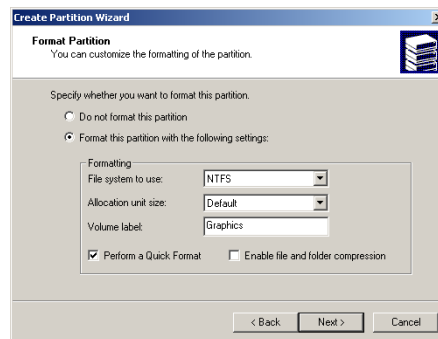 Create Partition Wizard
Format Partition
You can customize the formatting of the partition.
Specify whether you want to format this partition.
Do not format this partition
Format this partition with the following settings:
Formatting
File system to use: NTFS
Allocation unit size: Default
Volume label: Graphics
Perform a Quick Format Enable file and folder compression
< Back Next > Cancel